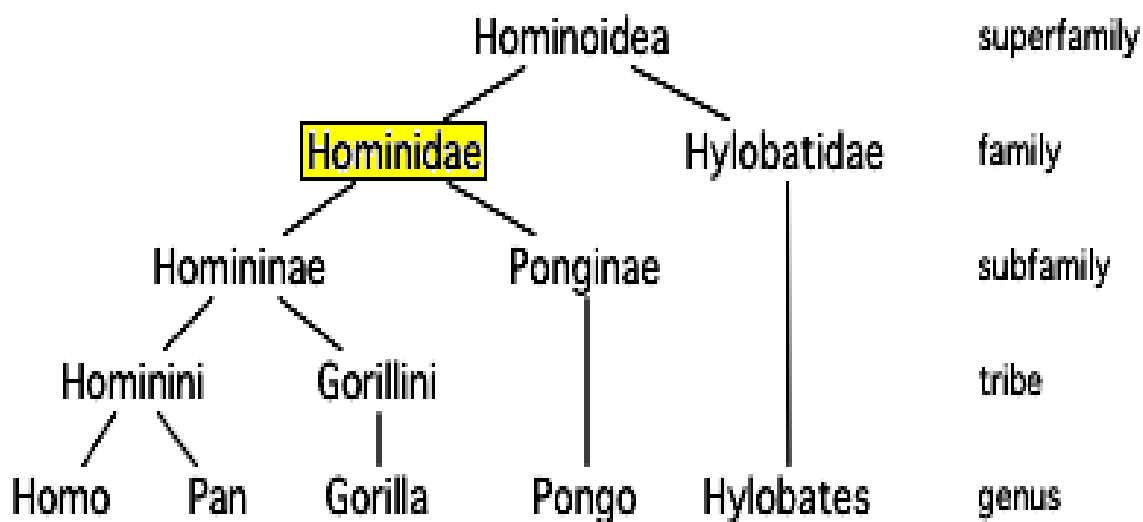 Hominoidea superfamily
Hominidae Hylobatidae family
Homininae Ponginae subfamily
Hominini Gorillini tribe
Homo Pan Gorilla Pongo Hylobates genus